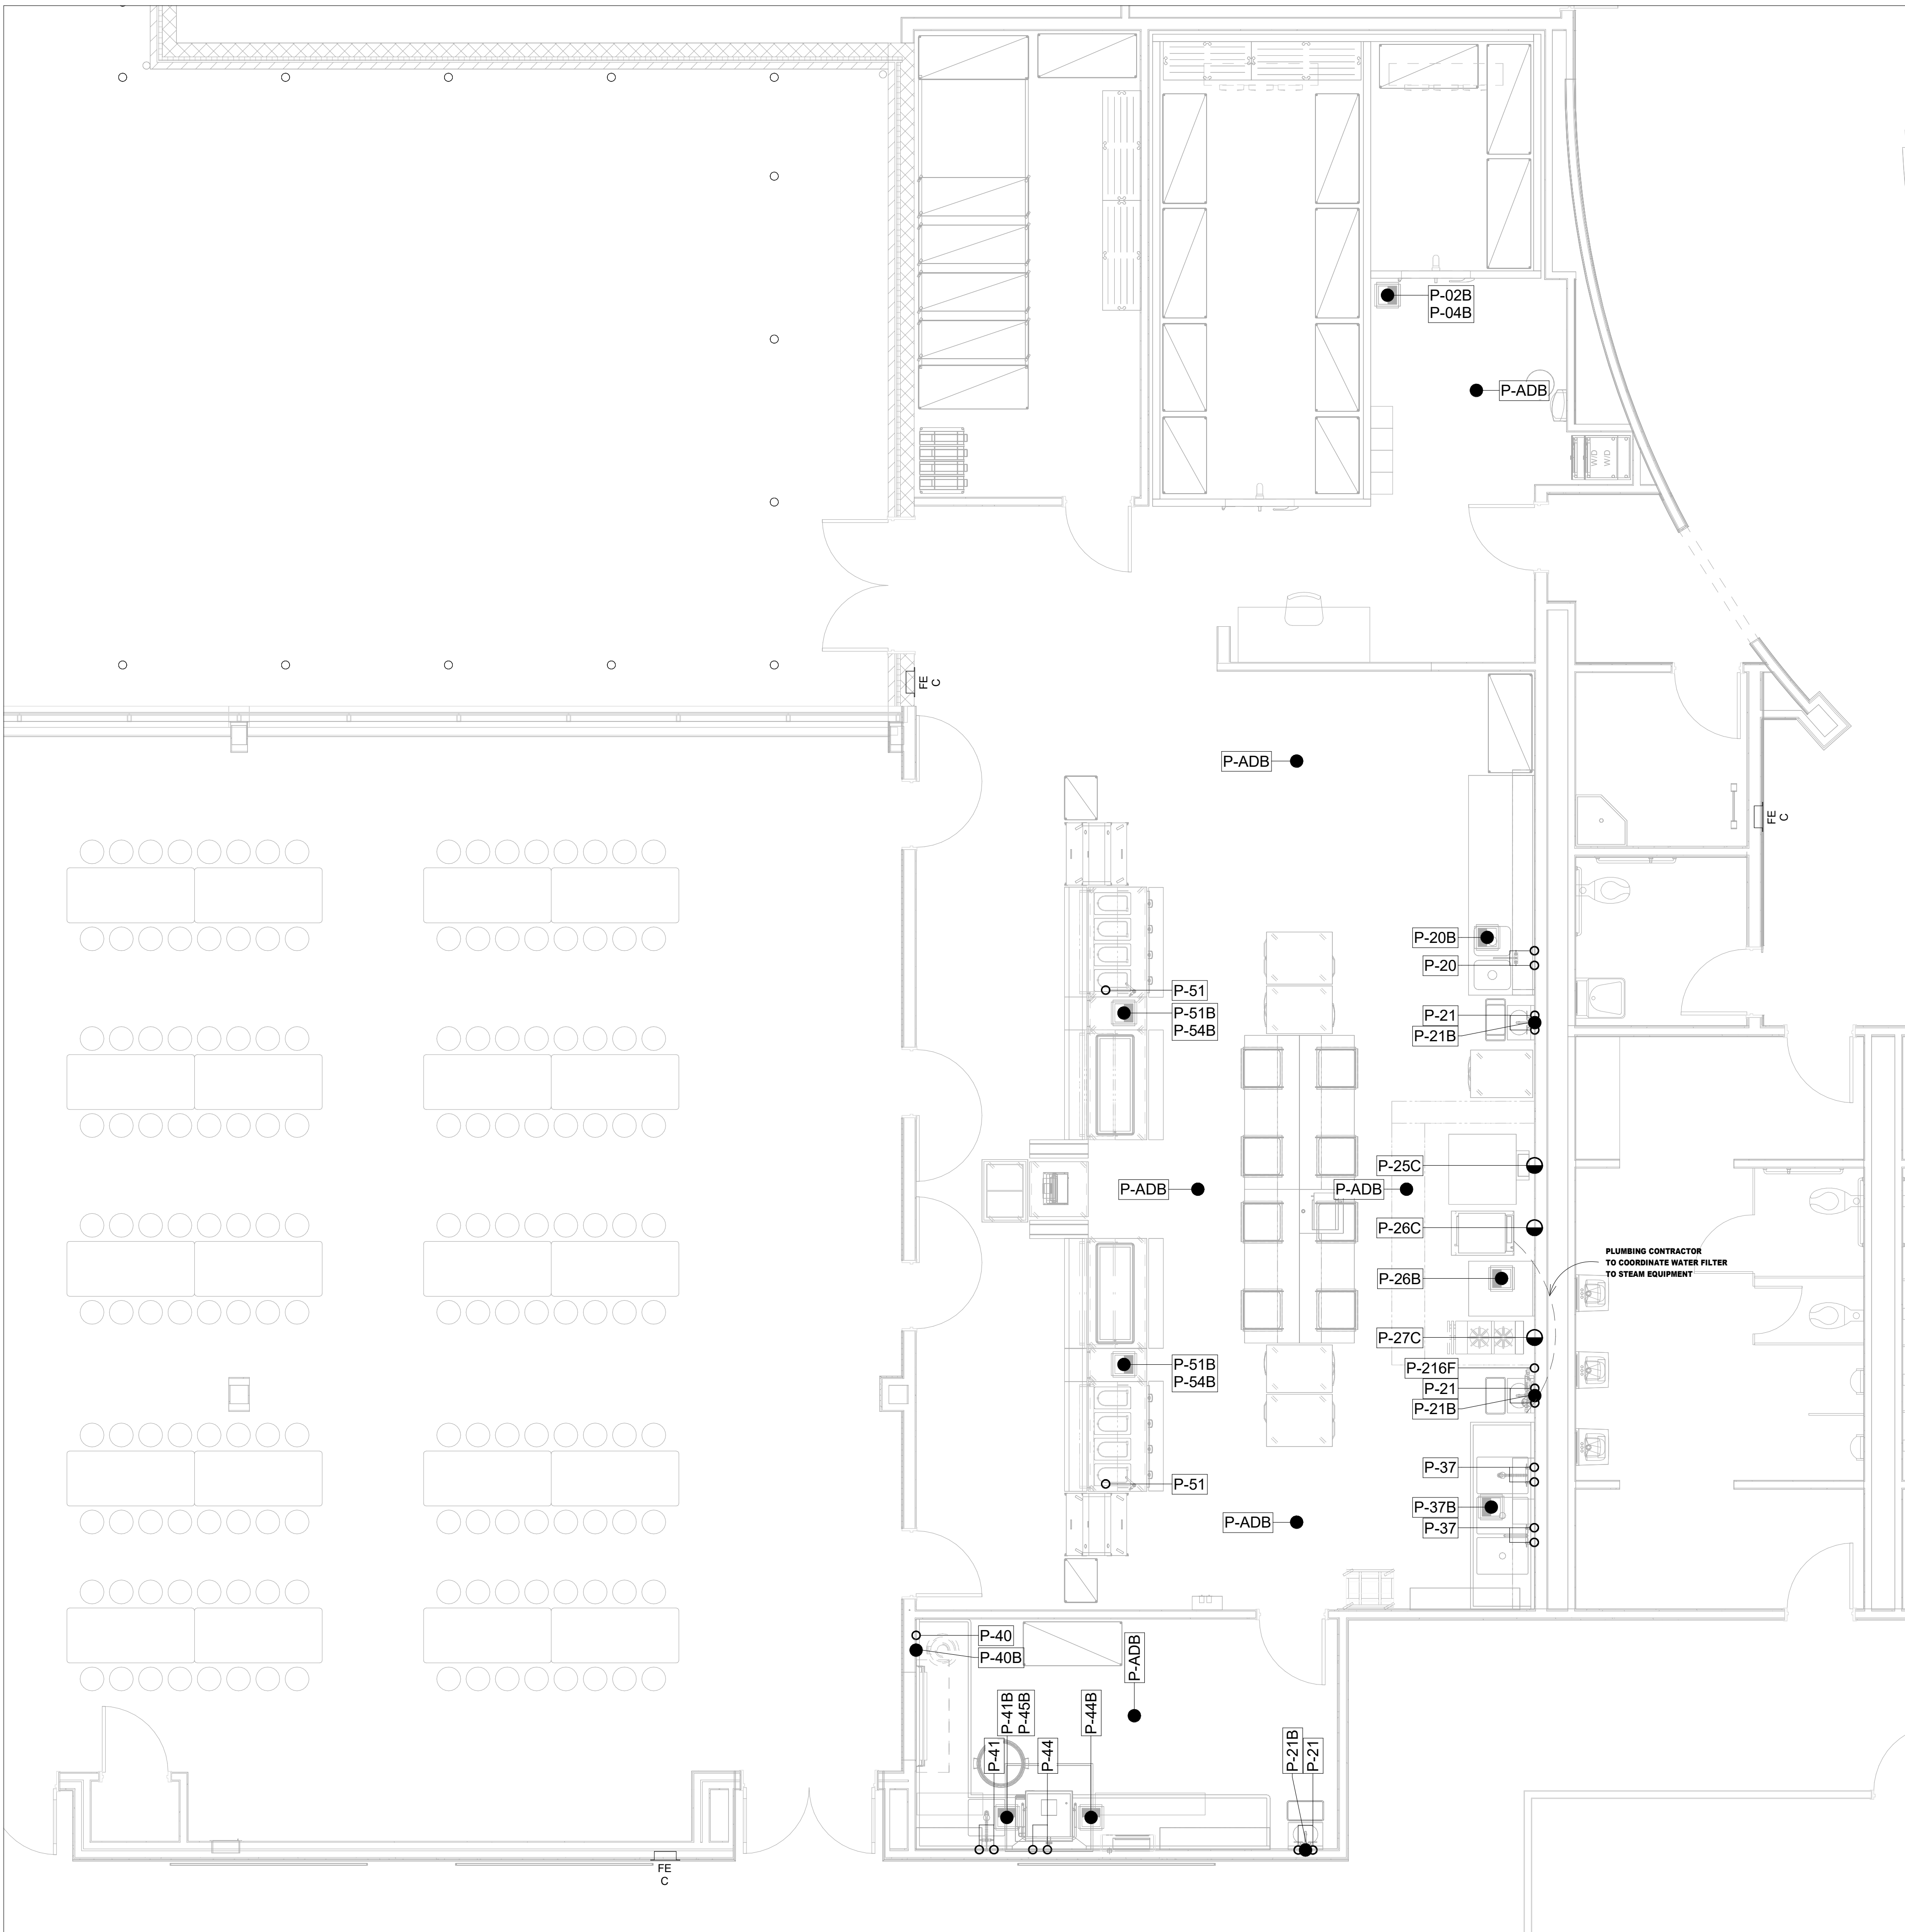 P-02B
P-04B
P-ADB
W/D
W/D
FE
C
P-ADB
FE
C
P-20B
P-20
P-51
P-51B
P-54B
P-21
P-21B
P-25C
P-ADB
P-ADB
P-26C
PLUMBING CONTRACTOR
TO COORDINATE WATER FILTER
TO STEAM EQUIPMENT
P-26B
P-27C
P-51B
P-54B
P-216F
P-21
P-21B
P-37
P-51
P-37B
P-ADB
P-37
P-40
P-40B
P-ADB
P-41B
P-45B
P-44B
P-41
P-44
P-21B
P-21
FE
C